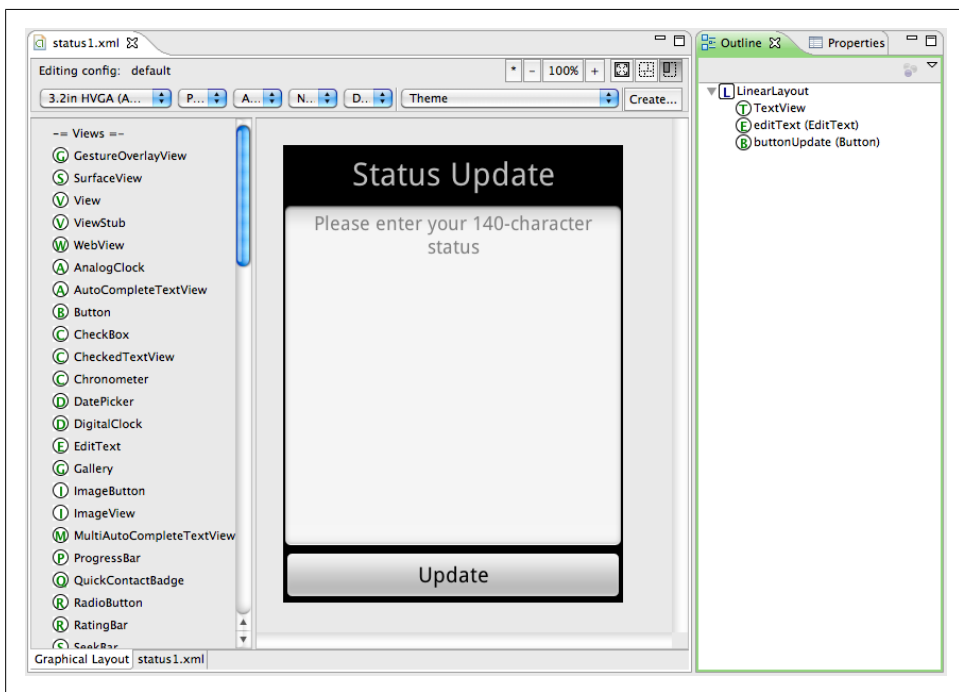 status1.xml
Editing config: default
100%
3.2in HVGA (A...
P...
A...
N...
D...
Theme
Create...
-= Views =-
G GestureOverlayView
S SurfaceView
V View
V ViewStub
W WebView
A AnalogClock
A AutoCompleteTextView
B Button
C CheckBox
C CheckedTextView
C Chronometer
D DatePicker
D DigitalClock
E EditText
G Gallery
I ImageButton
I ImageView
M MultiAutoCompleteTextView
P ProgressBar
Q QuickContactBadge
R RadioButton
R RatingBar
S SeekBar
Status Update
Please enter your 140-character
status
Update
Graphical Layout status1.xml
Outline
Properties
L LinearLayout
T TextView
E editText (EditText)
B buttonUpdate (Button)